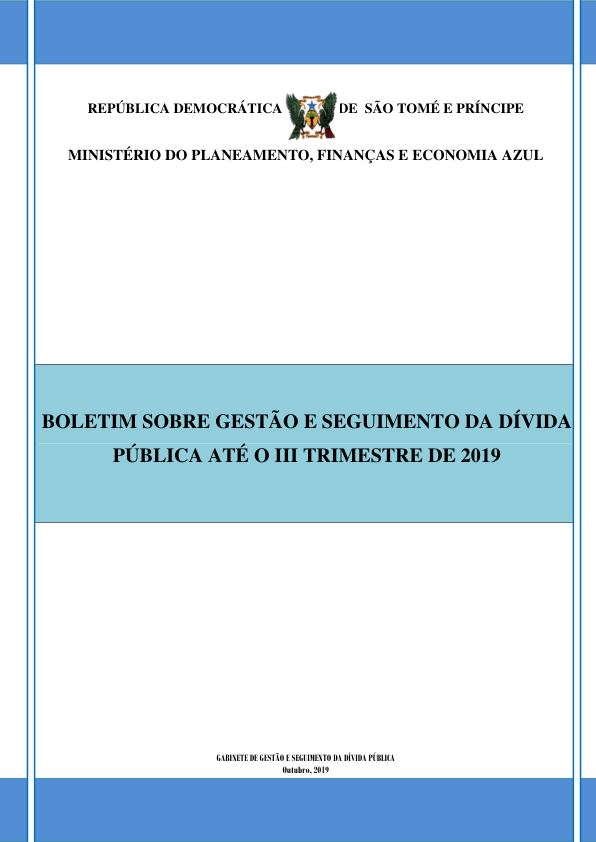 REPÚBLICA DEMOCRÁTICA DE SÃO TOMÉ E PRÍNCIPE
MINISTÉRIO DO PLANEAMENTO, FINANÇAS E ECONOMIA AZUL
BOLETIM SOBRE GESTÃO E SEGUIMENTO DA DÍVIDA
PÚBLICA ATÉ O III TRIMESTRE DE 2019
GABINETE DE GESTÃO E SEGUIMENTO DA DÍVIDA PÚBLICA
Outubro, 2019